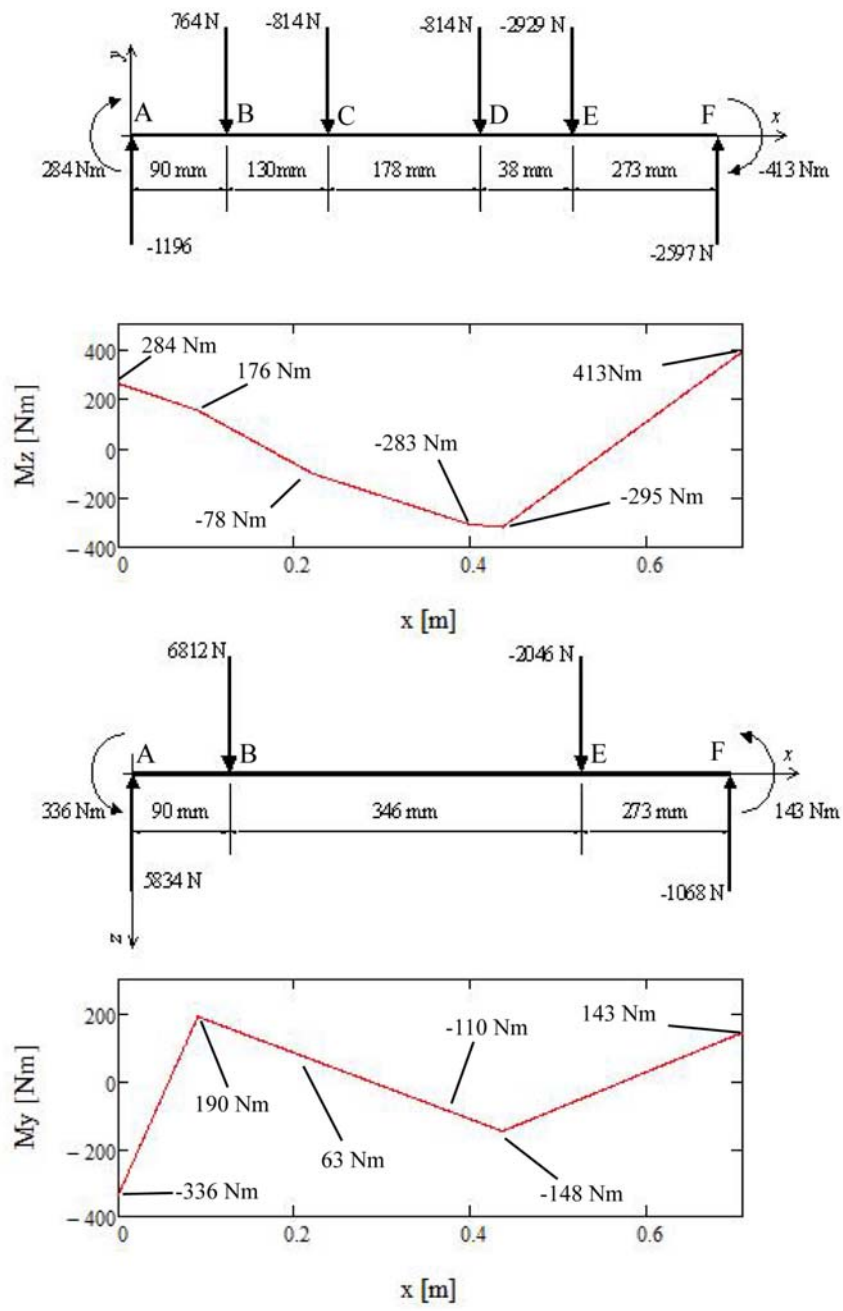 764 N -814 N -814 N -2929 N
y
A B C D E F x
284 Nm 90 mm 130mm 178 mm 38 mm 273 mm -413 Nm
-1196 -2597 N
400
284 Nm
176 Nm
413Nm
200
Mz [Nm]
0
-283 Nm
-200
-78 Nm
-295 Nm
-400
0 0.2 0.4 0.6
x [m]
6812 N -2046 N
A B E F x
336 Nm 90 mm 346 mm 273 mm 143 Nm
5834 N -1068 N
z
200
143 Nm
-110 Nm
My [Nm]
0
190 Nm
63 Nm
-200
-336 Nm
-148 Nm
-400
0 0.2 0.4 0.6
x [m]